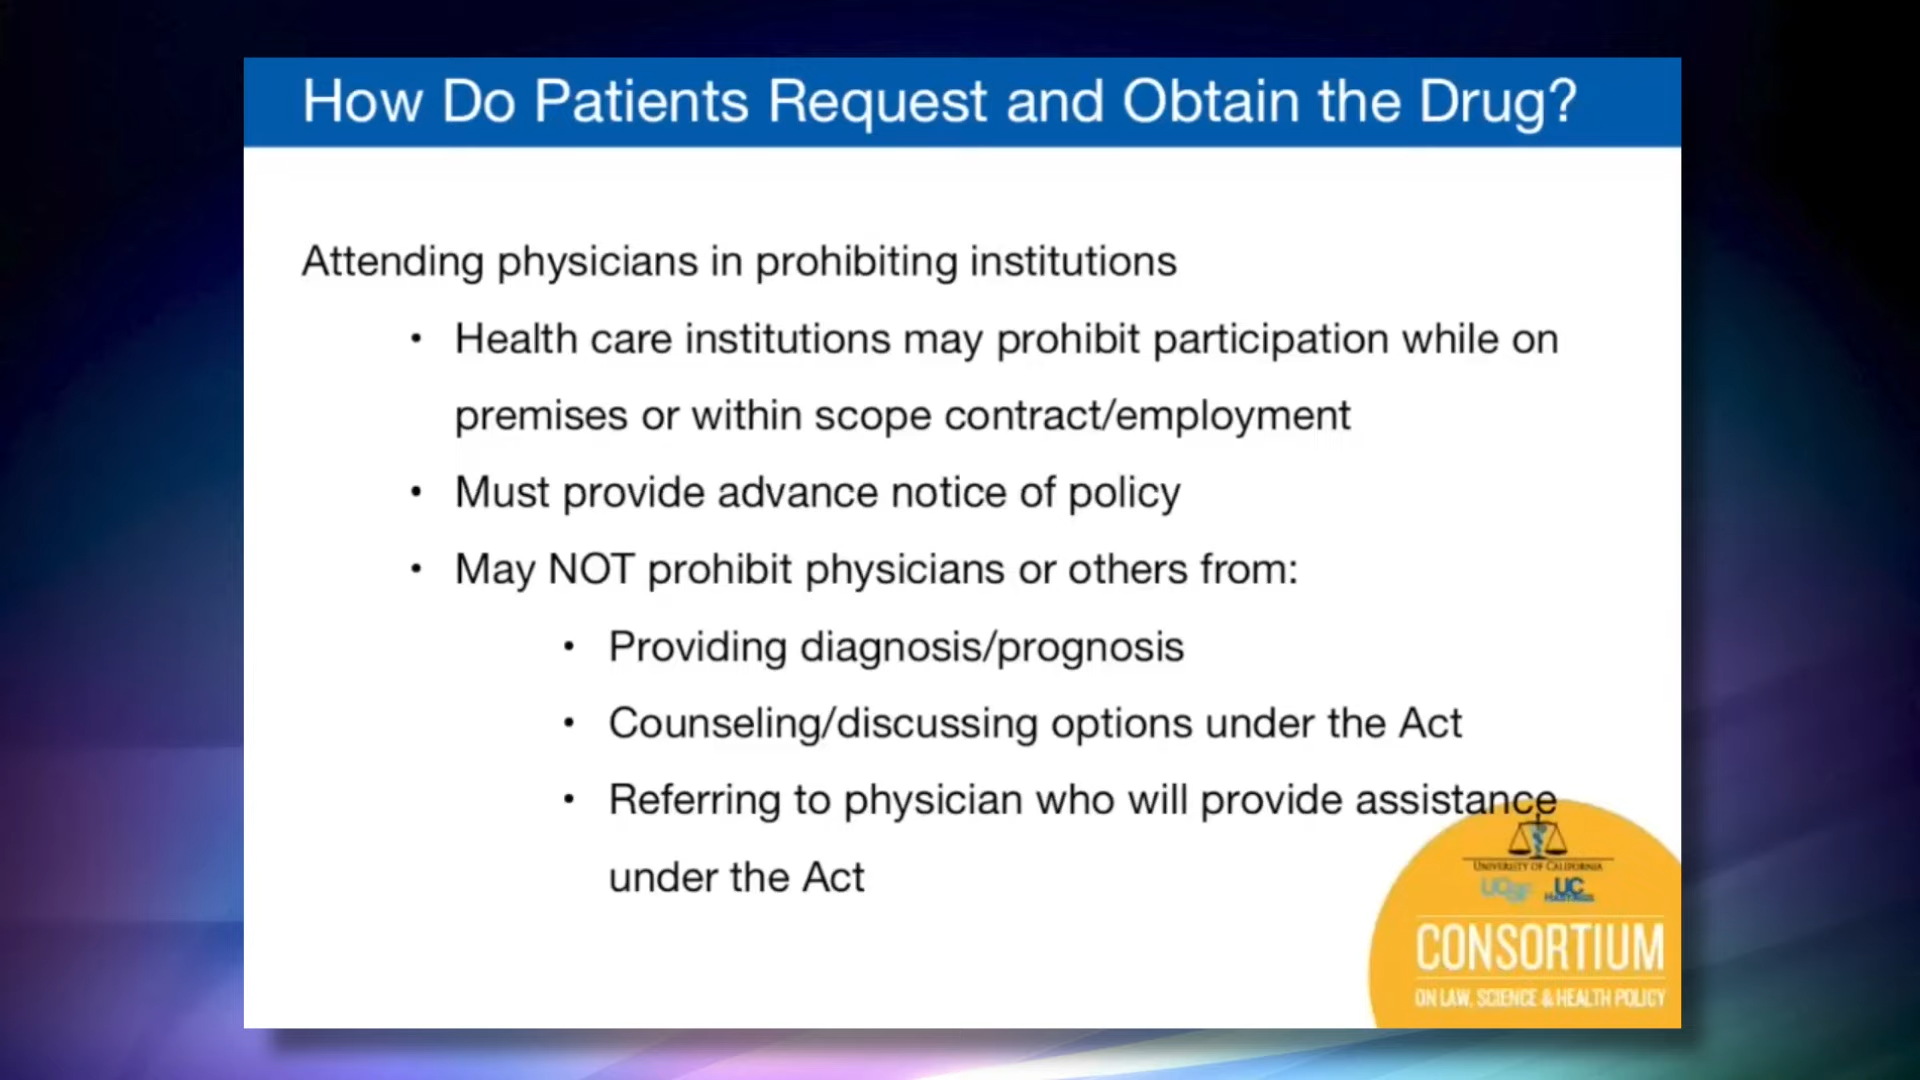 How Do Patients Request and Obtain the Drug?
Attending physicians in prohibiting institutions
• Health care institutions may prohibit participation while on
premises or within scope contract/employment
• Must provide advance notice of policy
• May NOT prohibit physicians or others from:
• Providing diagnosis/prognosis
• Counseling/discussing options under the Act
• Referring to physician who will provide assistance
under the Act
UNIVERSITY OF CALIFORNIA
UCSF UC HASTINGS
CONSORTIUM
ON LAW, SCIENCE & HEALTH POLICY